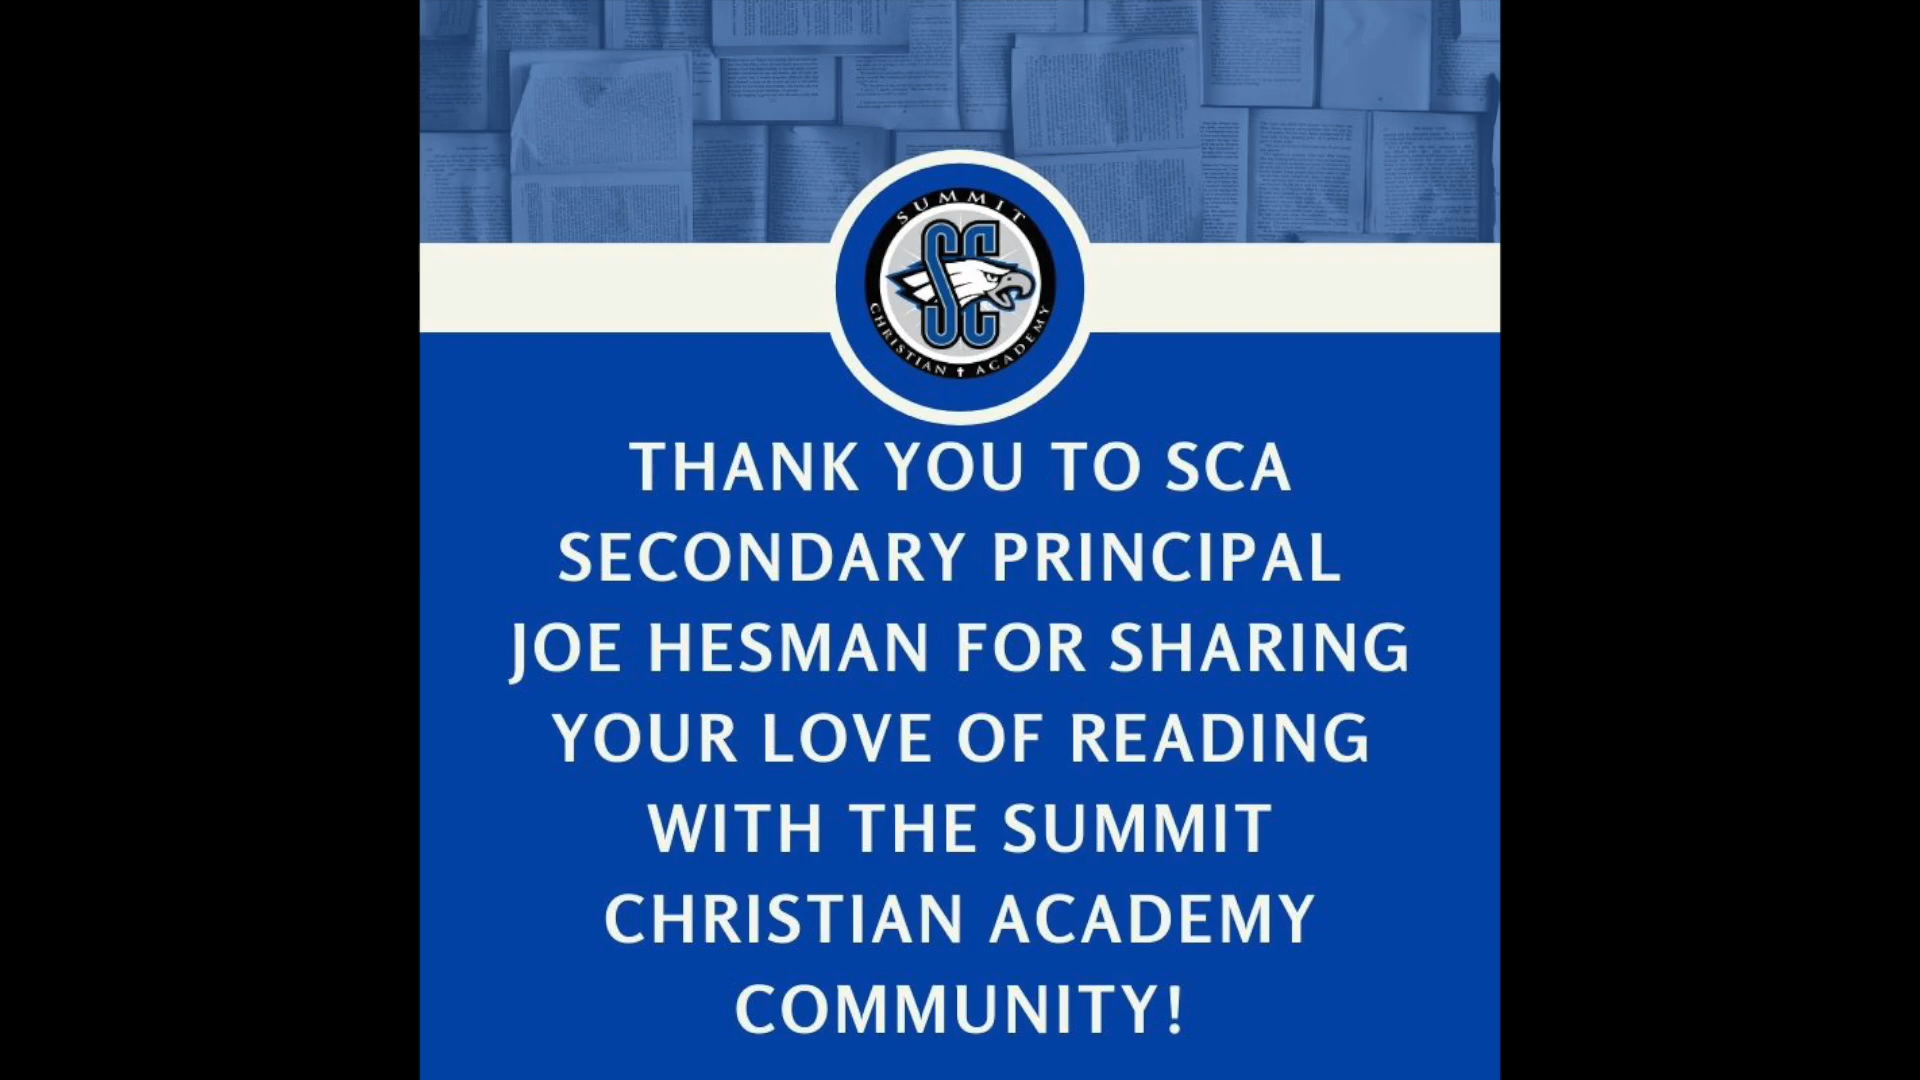 SUMMIT
SC
CHRISTIAN ACADEMY
THANK YOU TO SCA
SECONDARY PRINCIPAL
JOE HESMAN FOR SHARING
YOUR LOVE OF READING
WITH THE SUMMIT
CHRISTIAN ACADEMY
COMMUNITY!